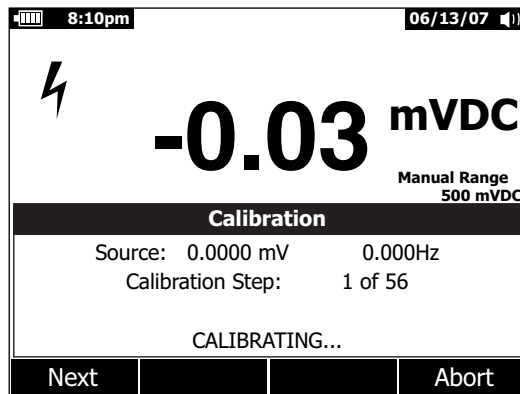 8:10pm 06/13/07
-0.03 mVDC
Manual Range
500 mVDC
Calibration
Source: 0.0000 mV 0.000Hz
Calibration Step: 1 of 56
CALIBRATING...
Next Abort